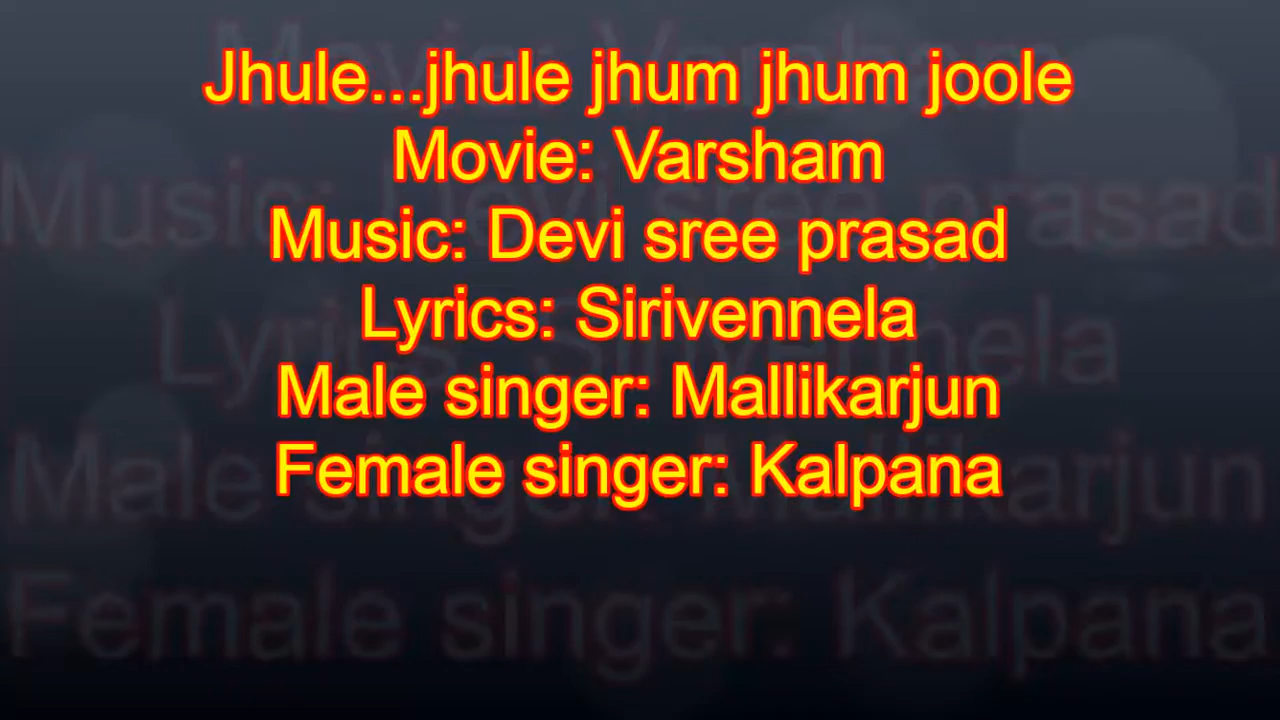 Jhule...jhule jhum jhum joole
Movie: Varsham
Music: Devi sree prasad
Lyrics: Sirivennela
Male singer: Mallikarjun
Female singer: Kalpana